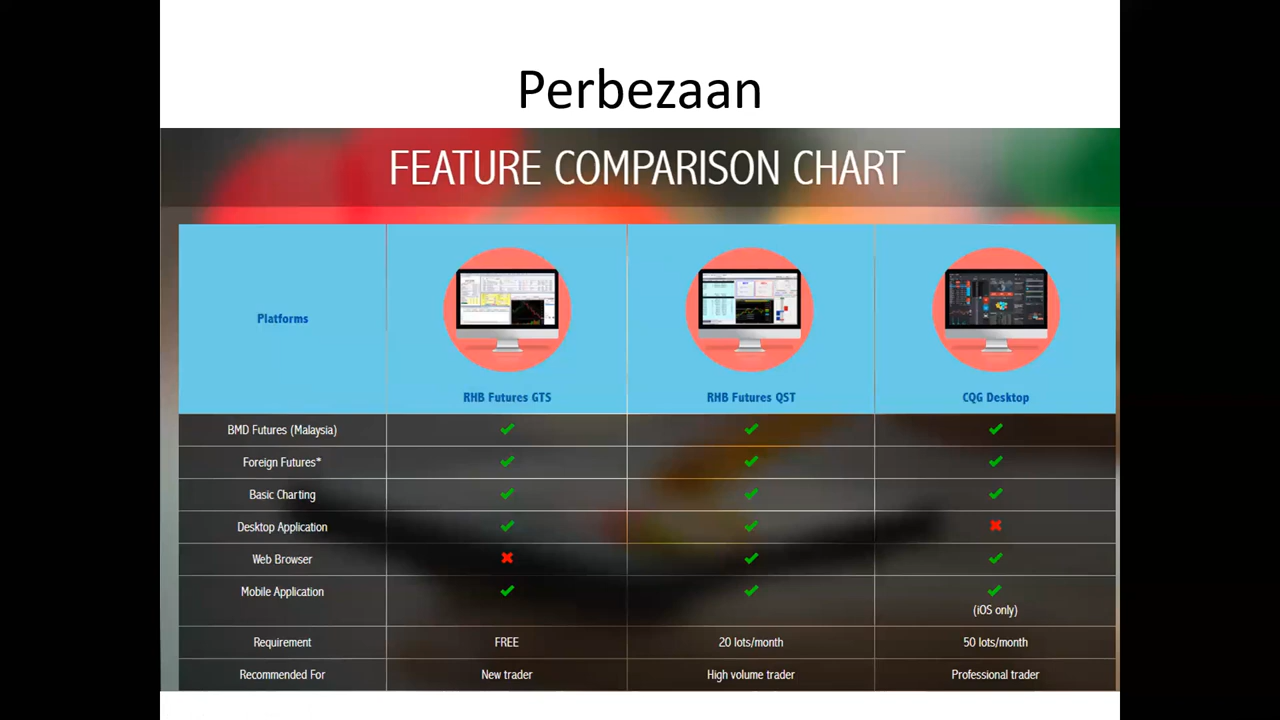 Perbezaan
FEATURE COMPARISON CHART
Platforms
RHB Futures GTS
RHB Futures QST
CQG Desktop
BMD Futures (Malaysia)
Foreign Futures*
Basic Charting
Desktop Application
Web Browser
Mobile Application
(iOS only)
Requirement FREE 20 lots/month 50 lots/month
Recommended For New trader High volume trader Professional trader